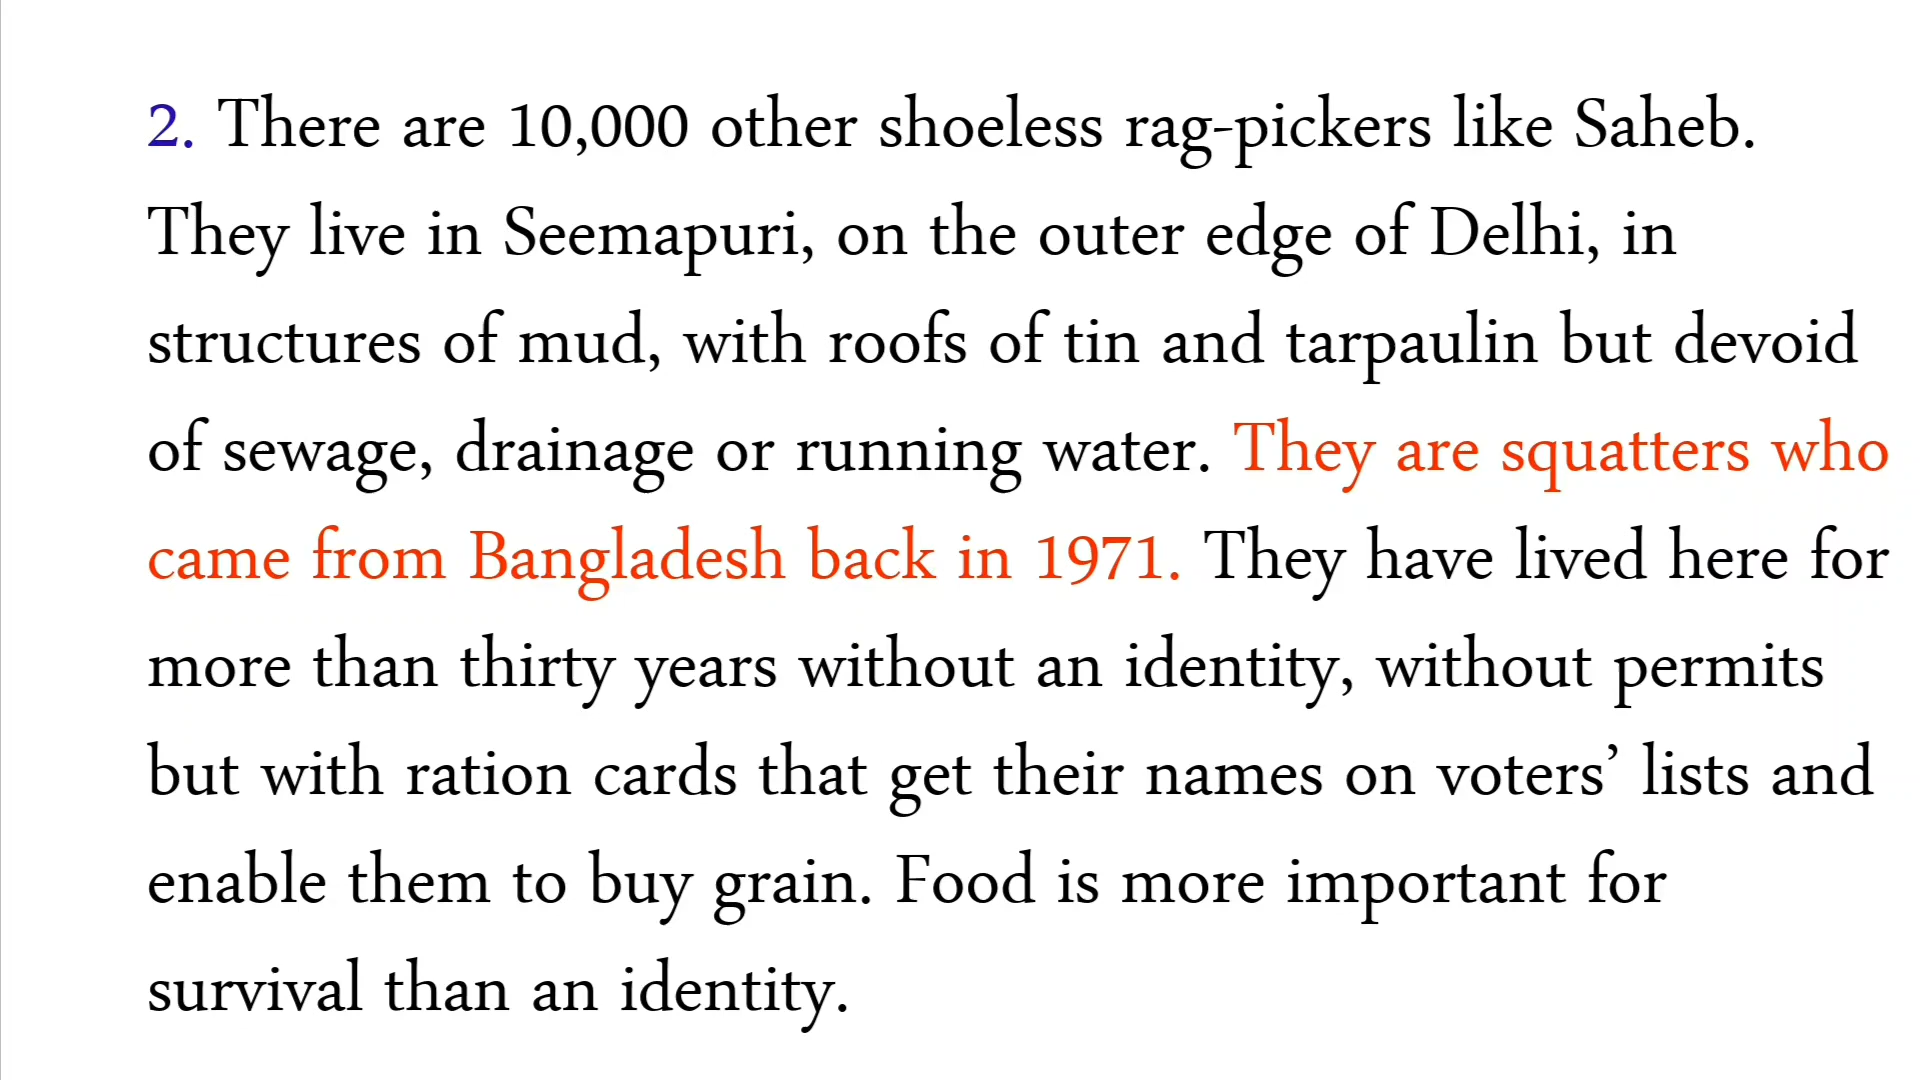 2. There are 10,000 other shoeless rag-pickers like Saheb.
They live in Seemapuri, on the outer edge of Delhi, in
structures of mud, with roofs of tin and tarpaulin but devoid
of sewage, drainage or running water. They are squatters who
came from Bangladesh back in 1971. They have lived here for
more than thirty years without an identity, without permits
but with ration cards that get their names on voters’ lists and
enable them to buy grain. Food is more important for
survival than an identity.